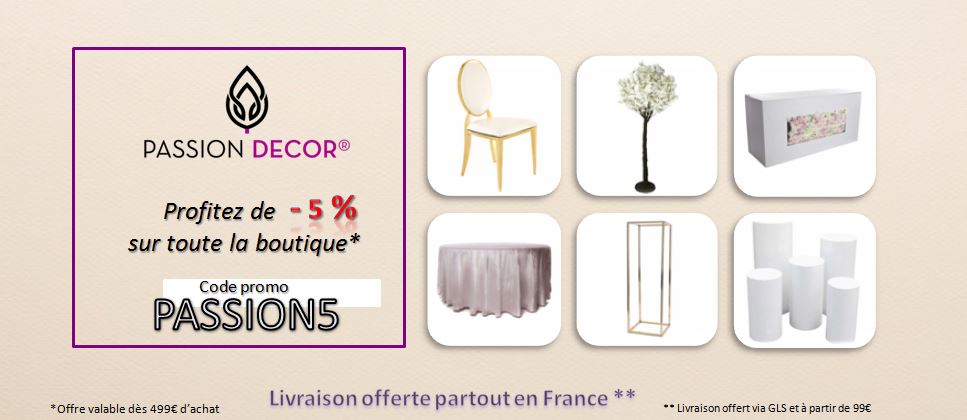 PASSION DECOR®
Profitez de - 5 %
sur toute la boutique*
Code promo
PASSION5
Livraison offerte partout en France **
*Offre valable dès 499€ d'achat
** Livraison offert via GLS et à partir de 99€